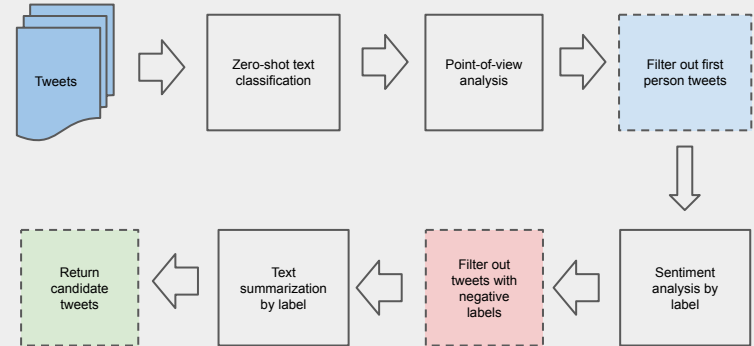 Tweets
Zero-shot text
classification
Point-of-view
analysis
Filter out first
person tweets
Return
candidate
tweets
Text
summarization
by label
Filter out
tweets with
negative
labels
Sentiment
analysis by
label